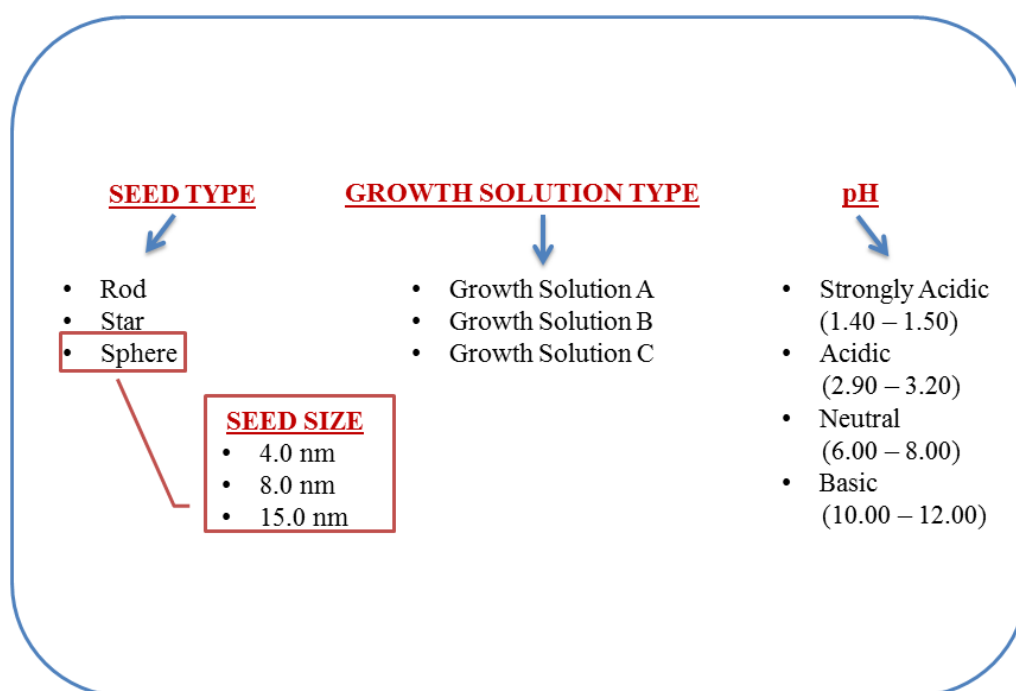 SEED TYPE
• Rod
• Star
• Sphere
SEED SIZE
• 4.0 nm
• 8.0 nm
• 15.0 nm
GROWTH SOLUTION TYPE
• Growth Solution A
• Growth Solution B
• Growth Solution C
pH
• Strongly Acidic
(1.40 – 1.50)
• Acidic
(2.90 – 3.20)
• Neutral
(6.00 – 8.00)
• Basic
(10.00 – 12.00)